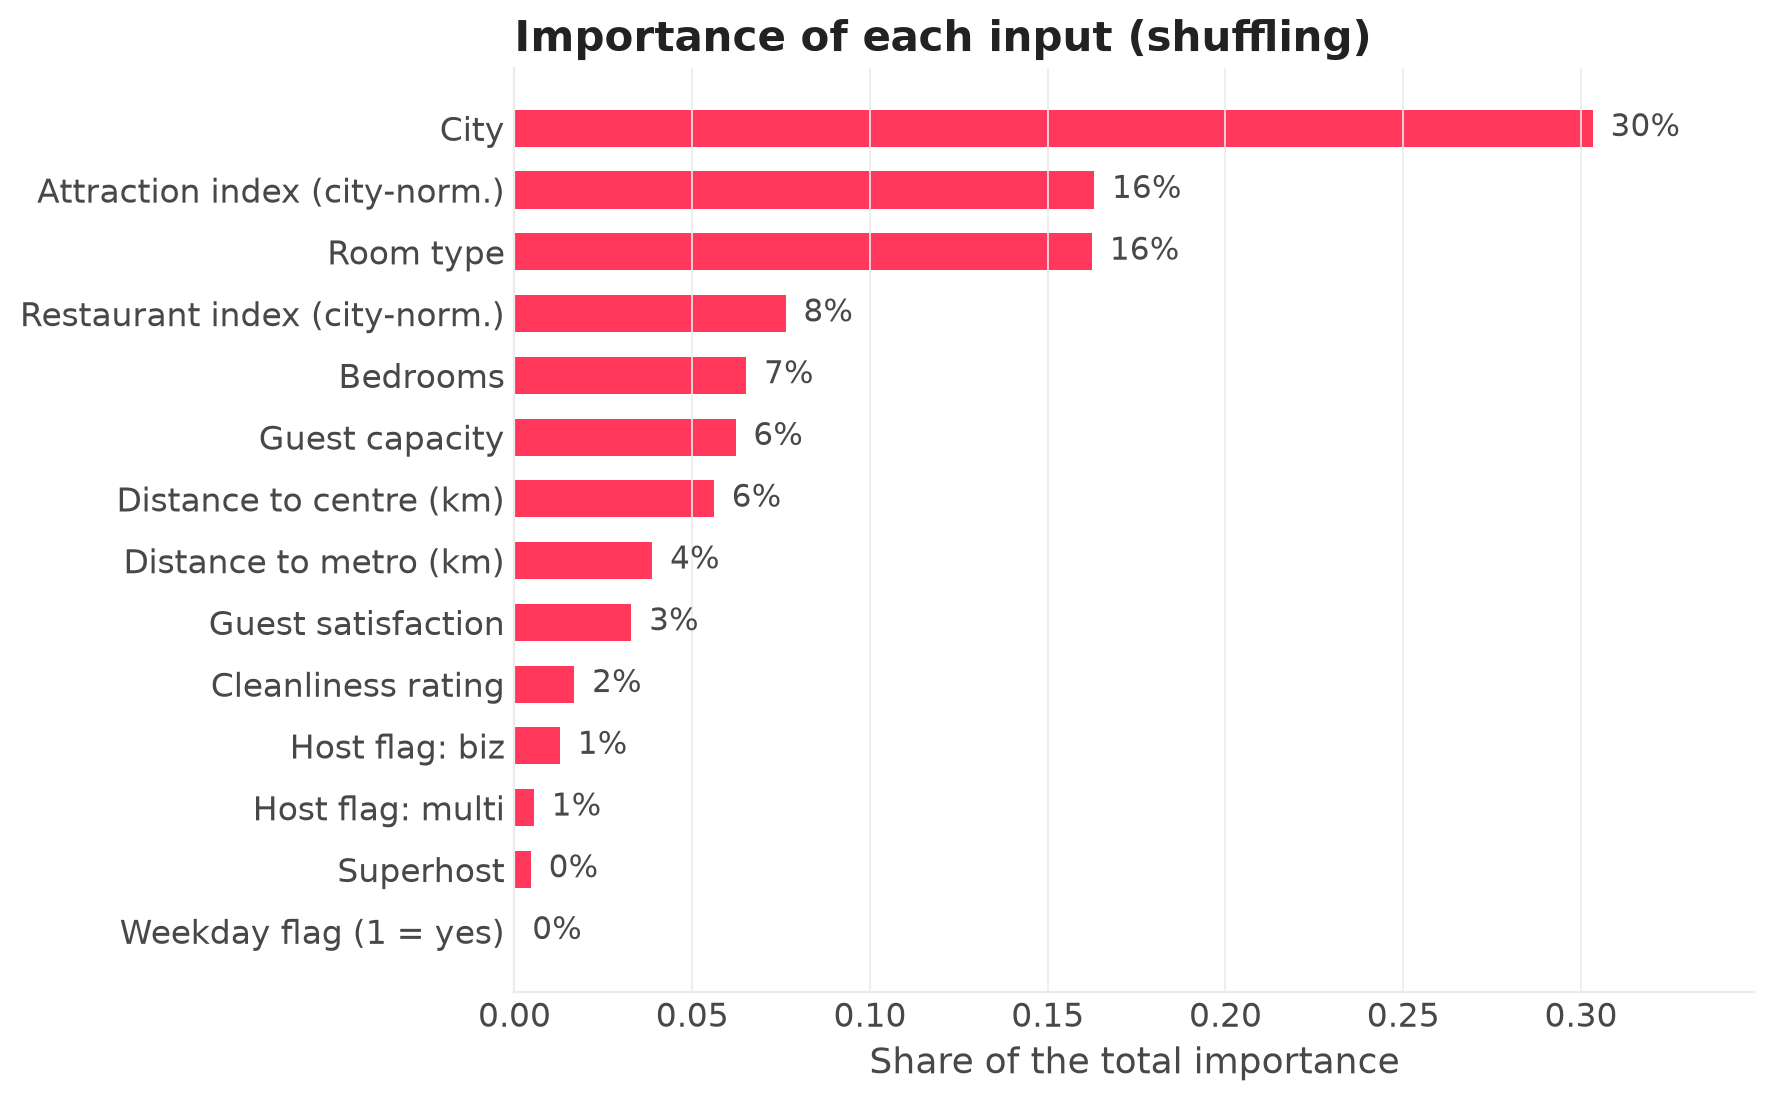 Importance of each input (shuffling)
City 30%
Attraction index (city-norm.) 16%
Room type 16%
Restaurant index (city-norm.) 8%
Bedrooms 7%
Guest capacity 6%
Distance to centre (km) 6%
Distance to metro (km) 4%
Guest satisfaction 3%
Cleanliness rating 2%
Host flag: biz 1%
Host flag: multi 1%
Superhost 0%
Weekday flag (1 = yes) 0%
0.00 0.05 0.10 0.15 0.20 0.25 0.30
Share of the total importance